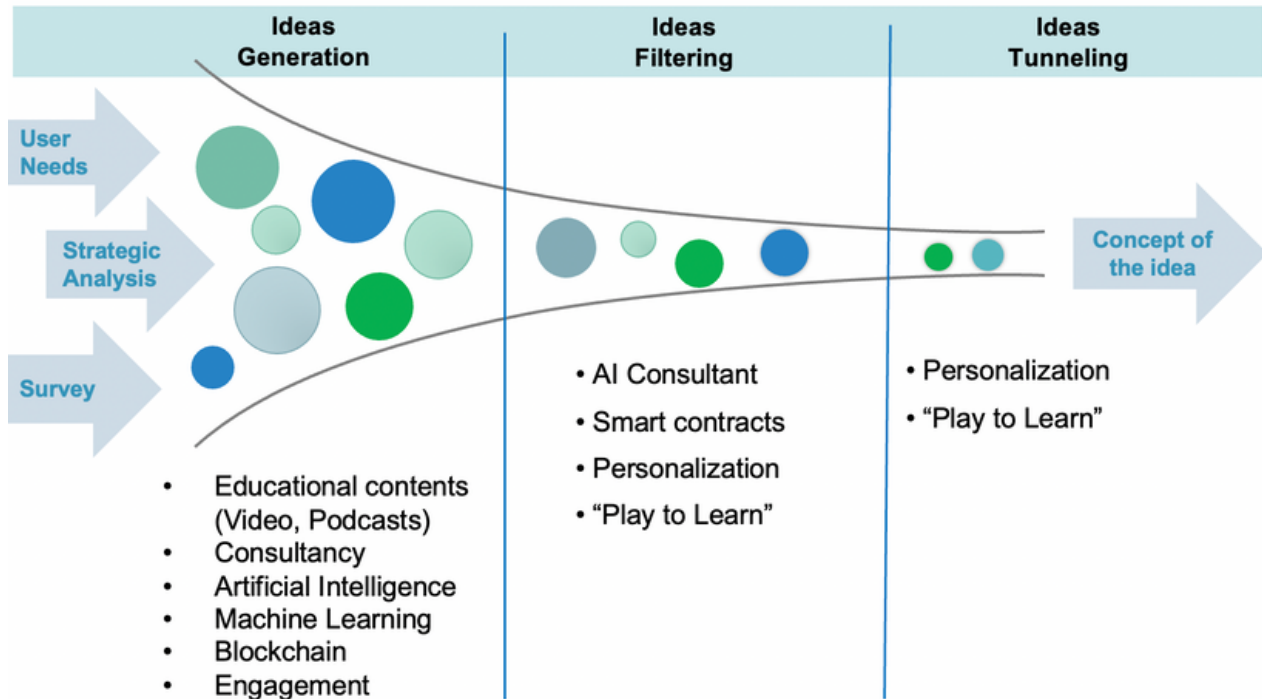 Ideas
Generation
Ideas
Filtering
Ideas
Tunneling
User
Needs
Strategic
Analysis
Survey
Concept of
the idea
• Educational contents
(Video, Podcasts)
• Consultancy
• Artificial Intelligence
• Machine Learning
• Blockchain
• Engagement
• AI Consultant
• Smart contracts
• Personalization
• “Play to Learn”
• Personalization
• “Play to Learn”